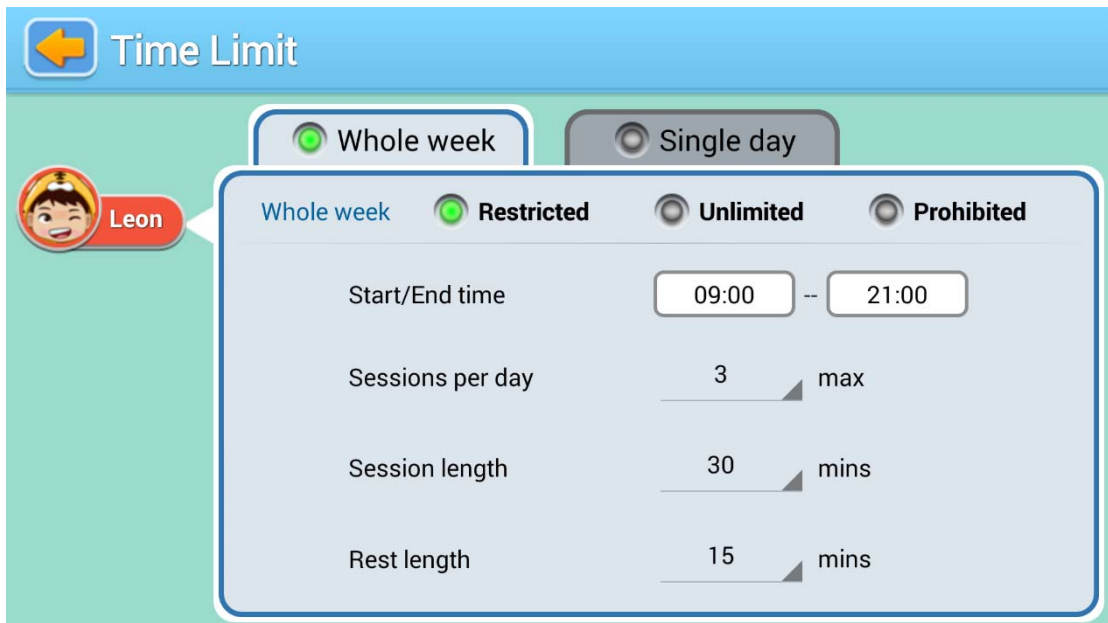 Time Limit
Whole week Single day
Leon
Whole week Restricted Unlimited Prohibited
Start/End time 09:00 -- 21:00
Sessions per day 3 max
Session length 30 mins
Rest length 15 mins